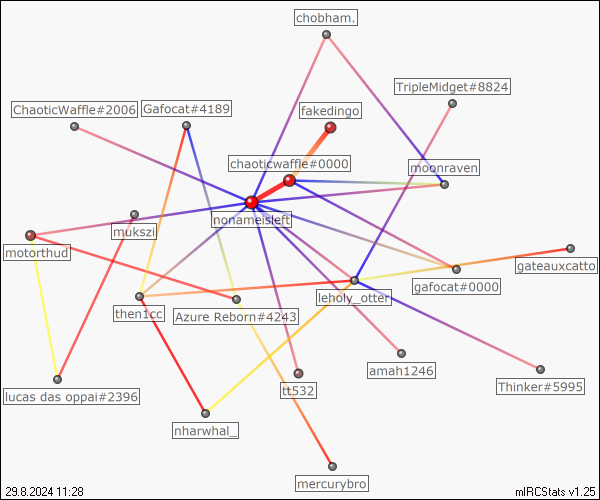 chobham.
TripleMidget#8824
ChaoticWaffle#2006
Gafocat#4189
fakedingo
chaoticwaffle#0000
moonraven
nonameisleft
mukszi
motorthud
gateauxcatto
gafocat#0000
leholy_otter
then1cc
Azure Reborn#4243
amah1246
Thinker#5995
tt532
lucas das oppai#2396
nharwhal_
mercurybro
29.8.2024 11:28
mIRCStats v1.25